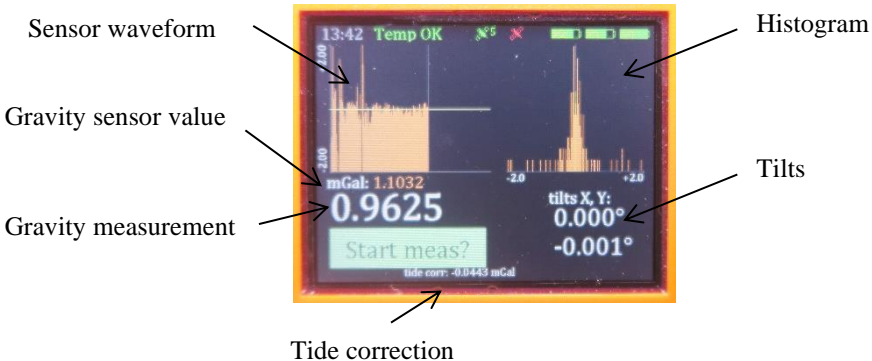 Sensor waveform
Histogram
13:42 Temp OK 5
2.00
-2.00
Gravity sensor value
mGal: 1.1032
-2.0 +2.0
Tilts
tilts X, Y:
0.9625
0.000°
Gravity measurement
Start meas?
-0.001°
tide corr: -0.0443 mGal
Tide correction